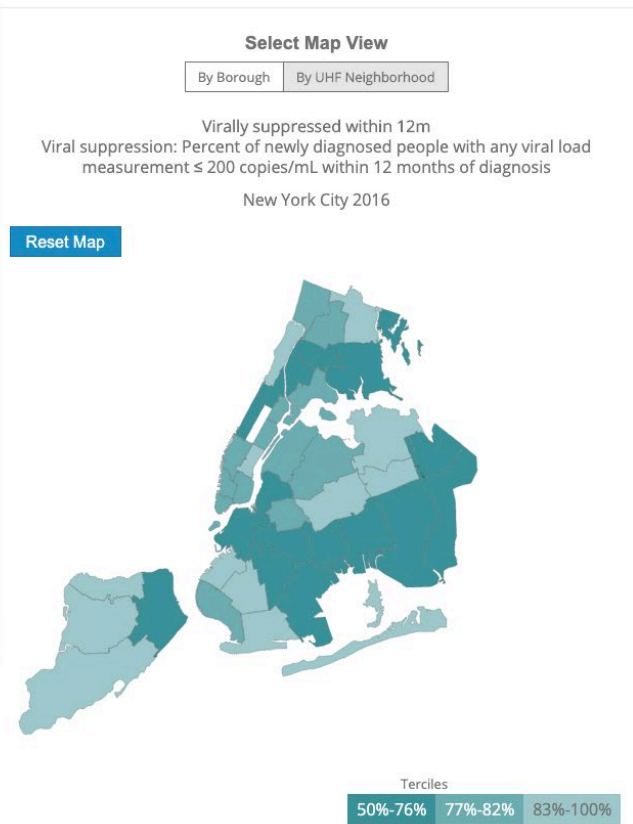 Select Map View
By Borough By UHF Neighborhood
Virally suppressed within 12m
Viral suppression: Percent of newly diagnosed people with any viral load
measurement ≤ 200 copies/mL within 12 months of diagnosis
New York City 2016
Reset Map
Terciles
50%-76% 77%-82% 83%-100%